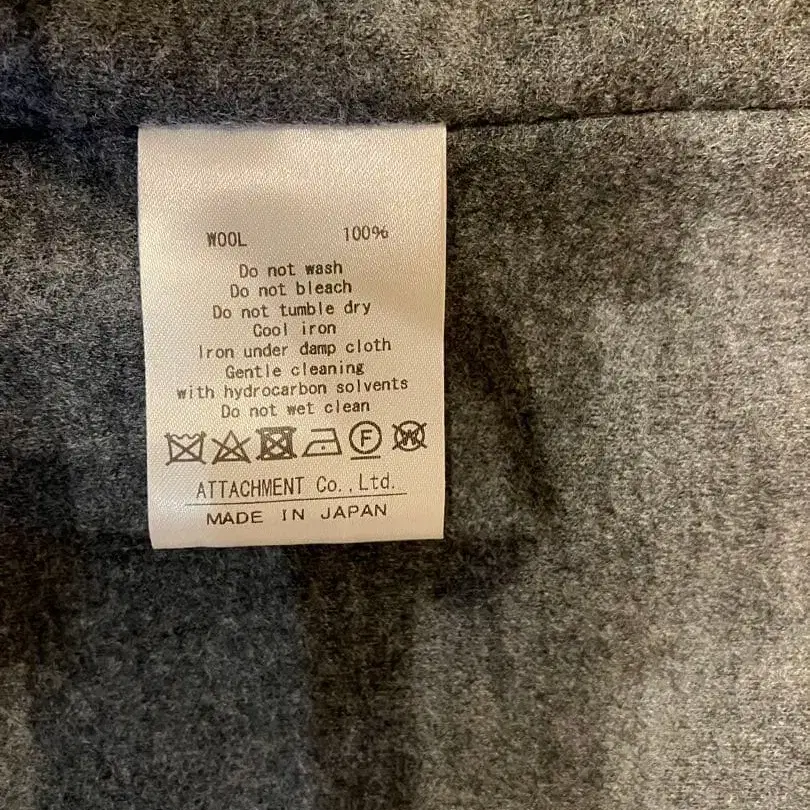 WOOL 100%
Do not wash
Do not bleach
Do not tumble dry
Cool iron
Iron under damp cloth
Gentle cleaning
with hydrocarbon solvents
Do not wet clean
F W
ATTACHMENT Co.,Ltd.
MADE IN JAPAN